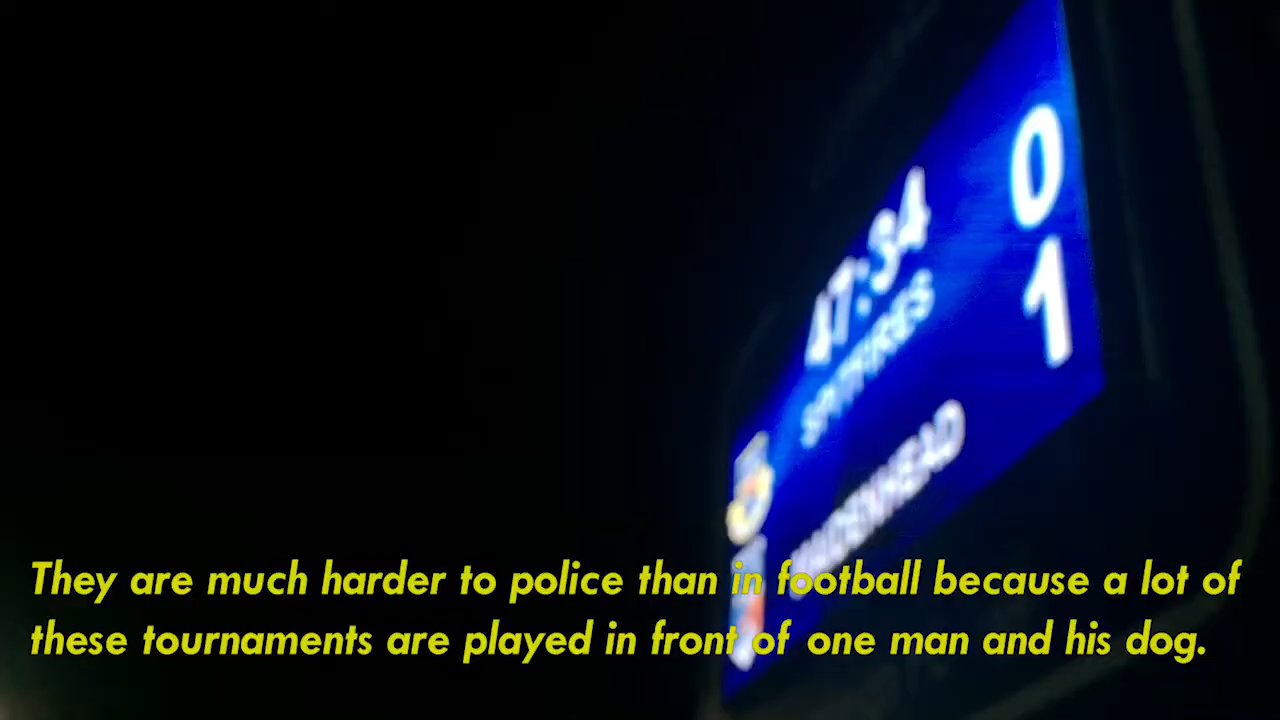 0
47:34
SPITFIRES
1
MAIDENHEAD
They are much harder to police than in football because a lot of
these tournaments are played in front of one man and his dog.